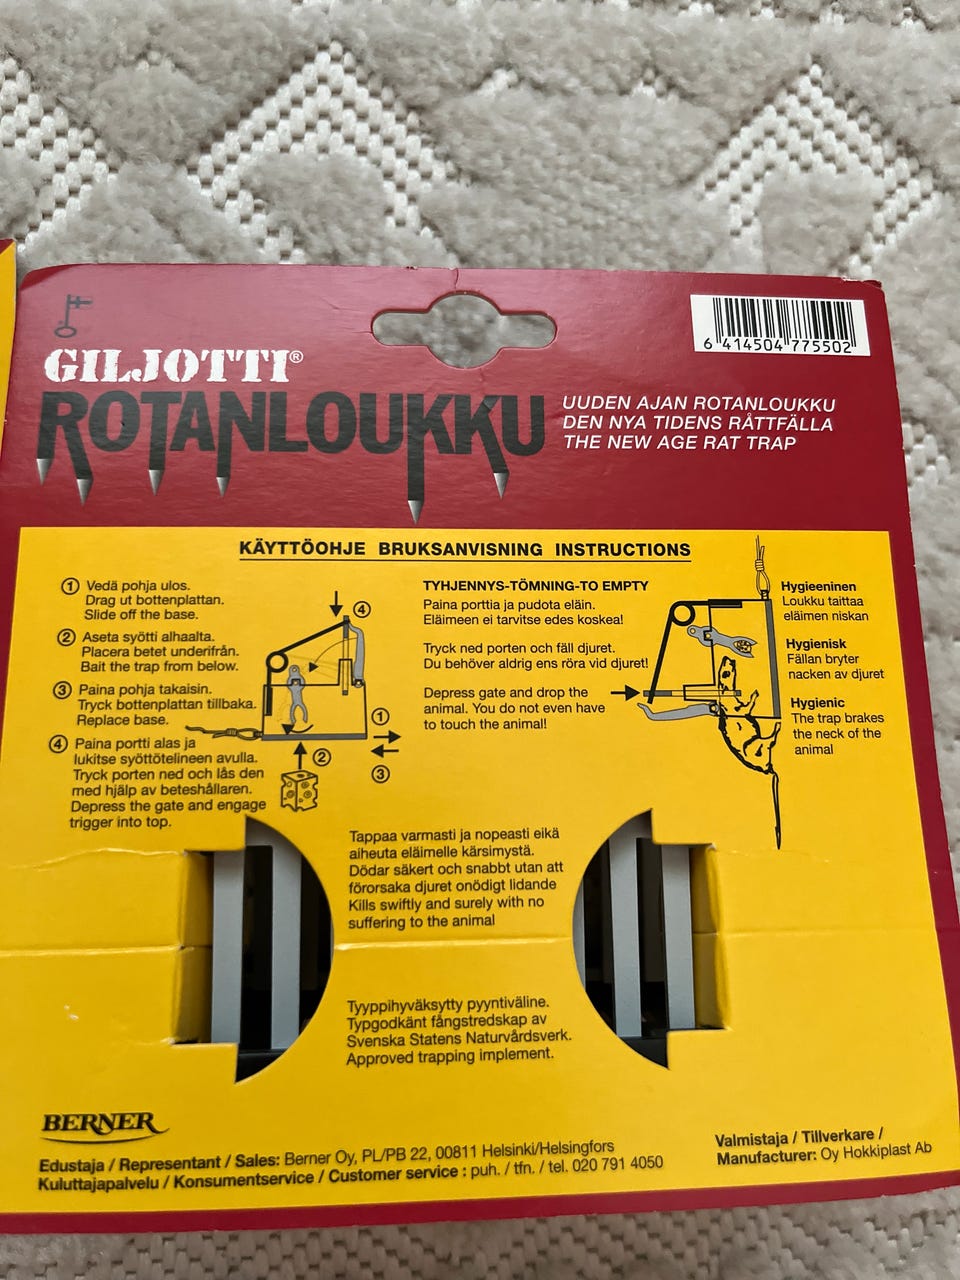 GILJOTTI®
ROTANLOUKKU
UUDEN AJAN ROTANLOUKKU
DEN NYA TIDENS RÅTTFÄLLA
THE NEW AGE RAT TRAP
6 414504 775502
KÄYTTÖOHJE BRUKSANVISNING INSTRUCTIONS
1 Vedä pohja ulos.
Drag ut bottenplattan.
Slide off the base.
2 Aseta syötti alhaalta.
Placera betet underifrån.
Bait the trap from below.
3 Paina pohja takaisin.
Tryck bottenplattan tillbaka.
Replace base.
4 Paina portti alas ja
lukitse syöttötelineen avulla.
Tryck porten ned och lås den
med hjälp av beteshållaren.
Depress the gate and engage
trigger into top.
4
1
2
3
TYHJENNYS-TÖMNING-TO EMPTY
Paina porttia ja pudota eläin.
Eläimeen ei tarvitse edes koskea!
Tryck ned porten och fäll djuret.
Du behöver aldrig ens röra vid djuret!
Depress gate and drop the
animal. You do not even have
to touch the animal!
Hygieeninen
Loukku taittaa
eläimen niskan
Hygienisk
Fällan bryter
nacken av djuret
Hygienic
The trap brakes
the neck of the
animal
Tappaa varmasti ja nopeasti eikä
aiheuta eläimelle kärsimystä.
Dödar säkert och snabbt utan att
förorsaka djuret onödigt lidande
Kills swiftly and surely with no
suffering to the animal
Tyyppihyväksytty pyyntiväline.
Typgodkänt fångstredskap av
Svenska Statens Naturvårdsverk.
Approved trapping implement.
BERNER
Edustaja / Representant / Sales: Berner Oy, PL/PB 22, 00811 Helsinki/Helsingfors
Kuluttajapalvelu / Konsumentservice / Customer service : puh. / tfn. / tel. 020 791 4050
Valmistaja / Tillverkare /
Manufacturer: Oy Hokkiplast Ab